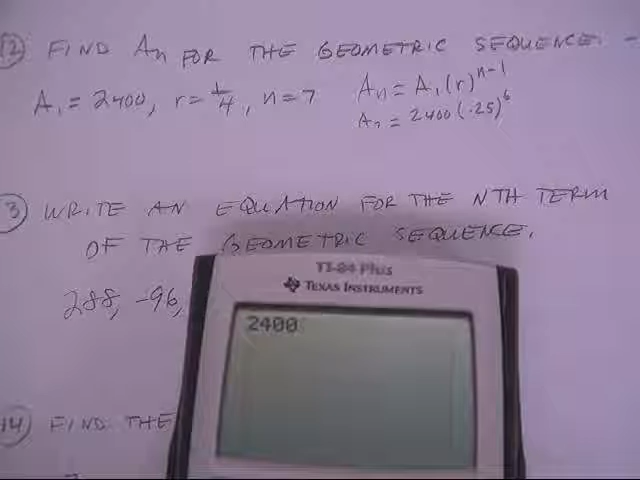 12) FIND An FOR THE GEOMETRIC SEQUENCE.
A1 = 2400, r = 1/4, n = 7
An = A1(r)^n-1
A7 = 2400(.25)^6
3) WRITE AN EQUATION FOR THE NTH TERM
OF THE GEOMETRIC SEQUENCE.
288, -96,
TI-84 Plus
TEXAS INSTRUMENTS
2400
14) FIND THE